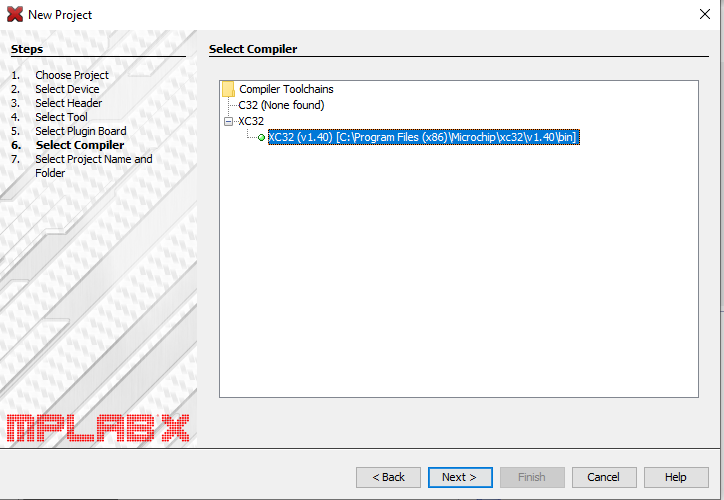 New Project
Steps
1. Choose Project
2. Select Device
3. Select Header
4. Select Tool
5. Select Plugin Board
6. Select Compiler
7. Select Project Name and
Folder
MPLAB X
Select Compiler
Compiler Toolchains
C32 (None found)
XC32
XC32 (v1.40) [C:\Program Files (x86)\Microchip\xc32\v1.40\bin]
< Back
Next >
Finish
Cancel
Help